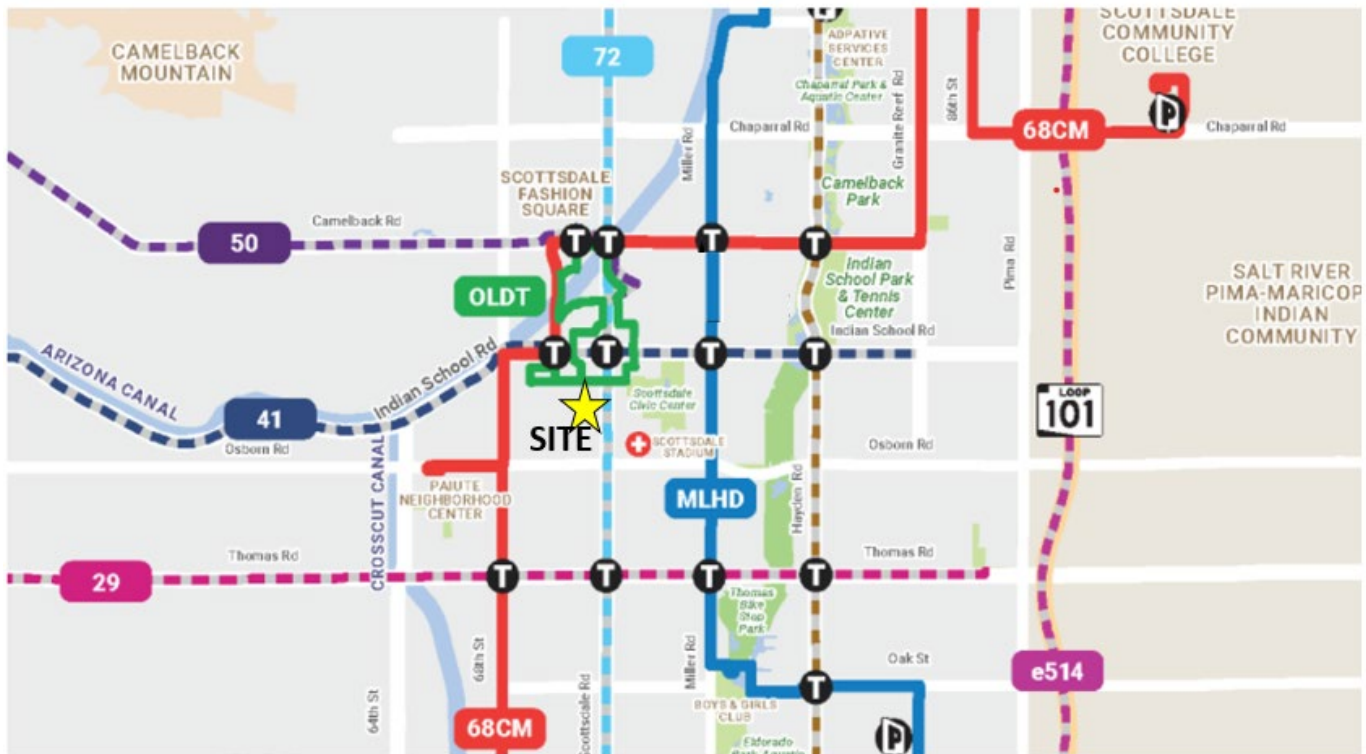 SCOTTSDALE
COMMUNITY
COLLEGE
CAMELBACK
MOUNTAIN
72
ADPATIVE
SERVICES
CENTER
Chaparral Park &
Aquatic Center
Granite Reef Rd
86th St
P
68CM
Chaparral Rd
Chaparral Rd
Miller Rd
SCOTTSDALE
FASHION
SQUARE
Camelback
Park
Camelback Rd
50
T
T
T
T
Pima Rd
OLDT
Indian
School Park
& Tennis
Center
SALT RIVER
PIMA-MARICOP
INDIAN
COMMUNITY
Indian School Rd
ARIZONA CANAL
Indian School Rd
T
T
T
T
41
Scottsdale
Civic Center
LOOP
101
SITE
SCOTTSDALE
STADIUM
Osborn Rd
Osborn Rd
CROSSCUT CANAL
PAIUTE
NEIGHBORHOOD
CENTER
MLHD
Hayden Rd
Thomas Rd
Thomas Rd
29
T
T
T
T
Thomas
Bike
Stop
Park
68th St
Miller Rd
Oak St
e514
64th St
Scottsdale Rd
T
BOYS & GIRLS
CLUB
68CM
P
Eldorado